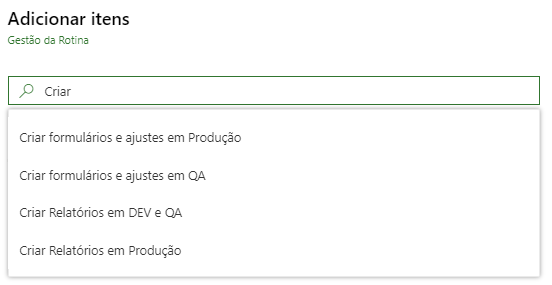 Adicionar itens
Gestão da Rotina
Criar
Criar formulários e ajustes em Produção
Criar formulários e ajustes em QA
Criar Relatórios em DEV e QA
Criar Relatórios em Produção